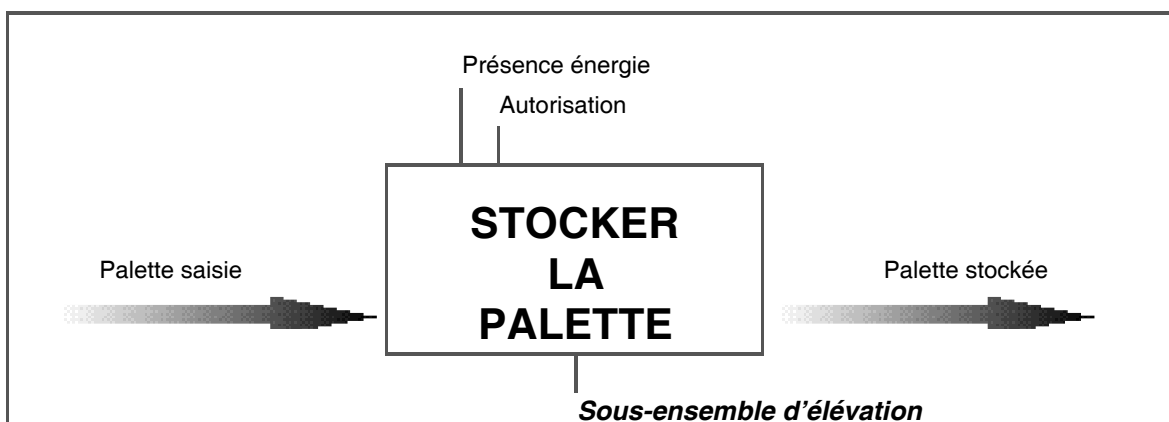 Présence énergie
Autorisation
STOCKER
LA
PALETTE
Palette saisie
Palette stockée
Sous-ensemble d’élévation